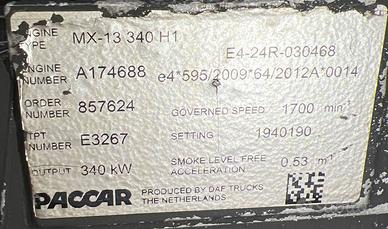 ENGINE TYPE MX-13 340 H1
E4-24R-030468
ENGINE NUMBER A174688 e4*595/2009*64/2012A*0014
ORDER NUMBER 857624 GOVERNED SPEED 1700 min⁻¹
TPT NUMBER E3267 SETTING 1940190
OUTPUT 340 kW SMOKE LEVEL FREE ACCELERATION 0.53 m⁻¹
PACCAR PRODUCED BY DAF TRUCKS THE NETHERLANDS